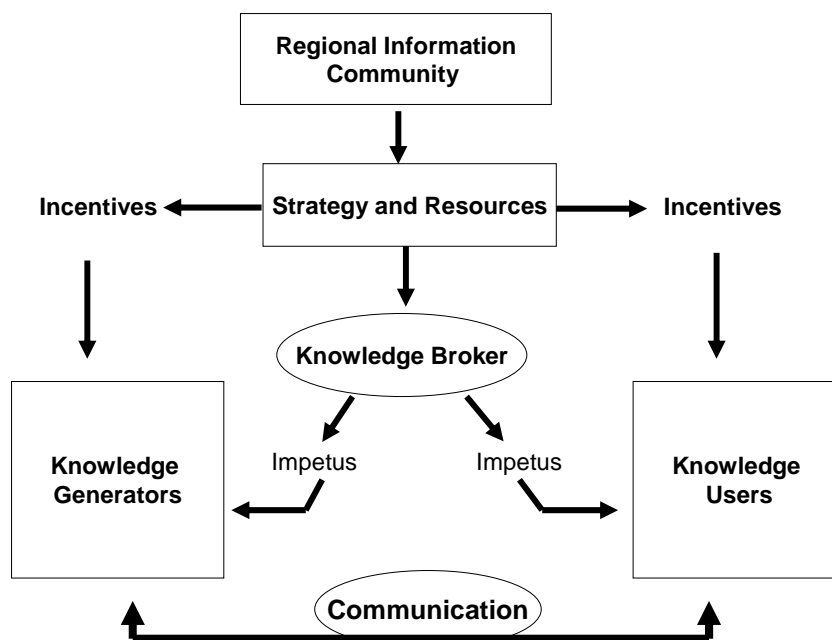 Regional Information
Community
Incentives
Strategy and Resources
Incentives
Knowledge Broker
Knowledge
Generators
Impetus
Impetus
Knowledge
Users
Communication